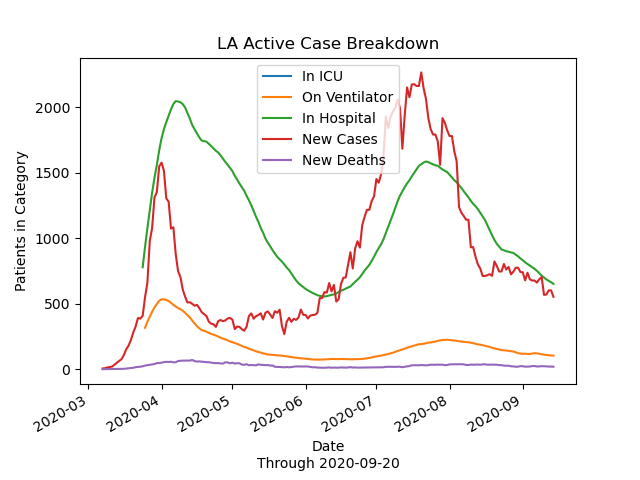 LA Active Case Breakdown
In ICU
On Ventilator
In Hospital
New Cases
New Deaths
Patients in Category
2000
1500
1000
500
0
2020-03
2020-04
2020-05
2020-06
2020-07
2020-08
2020-09
Date
Through 2020-09-20